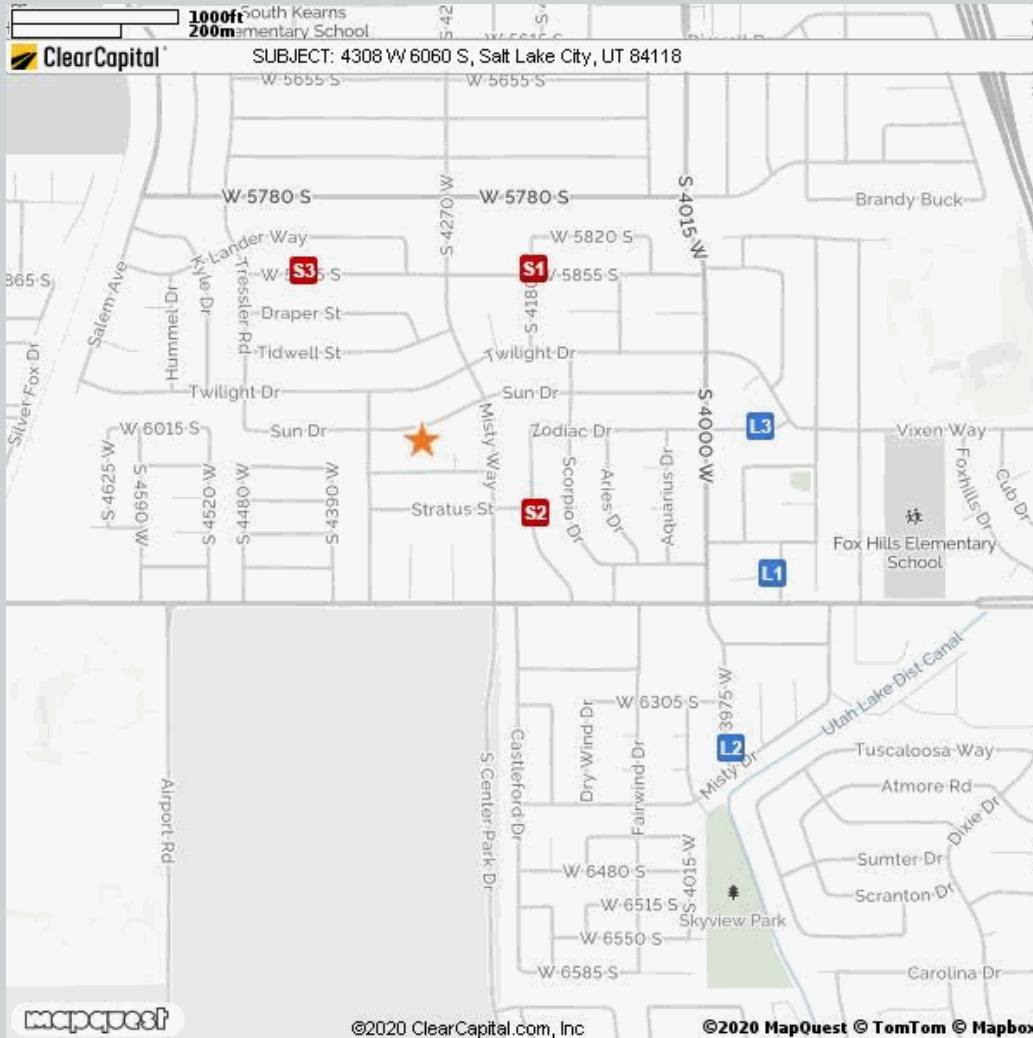 1000ft
200m
South Kearns
ementary School
S 42
S 4
ClearCapital
SUBJECT: 4308 W 6060 S, Salt Lake City, UT 84118
W 5655 S
W 5655 S
W 5780 S
W 5780 S
S 4270 W
S 4015 W
Brandy Buck
Lander Way
W 5820 S
S3
S1
W 5855 S
865 S
Salem Ave
Kyle Dr
Tressler Rd
Hummel Dr
Draper St
S 4180
Tidwell St
Twilight Dr
Silver Fox Dr
Twilight Dr
Sun Dr
S 4000 W
W 6015 S
Sun Dr
Misty Way
Zodiac Dr
L3
Vixen Way
S 4625 W
S 4590 W
S 4520 W
S 4480 W
S 4390 W
Scorpio Dr
Aries Dr
Aquarius Dr
Foxhills Dr
Cub Dr
Stratus St
S2
Fox Hills Elementary
School
L1
Utah Lake Dist Canal
W 6305 S
3975 W
L2
Misty Dr
Dry Wind Dr
Castleford Dr
Fairwind Dr
Tuscaloosa Way
Atmore Rd
Dixie Dr
Airport Rd
S Center Park Dr
W 6480 S
S 4015 W
Sumter Dr
Scranton Dr
W 6515 S
Skyview Park
W 6550 S
W 6585 S
Carolina Dr
mapquest
©2020 ClearCapital.com, Inc
©2020 MapQuest © TomTom © Mapbox